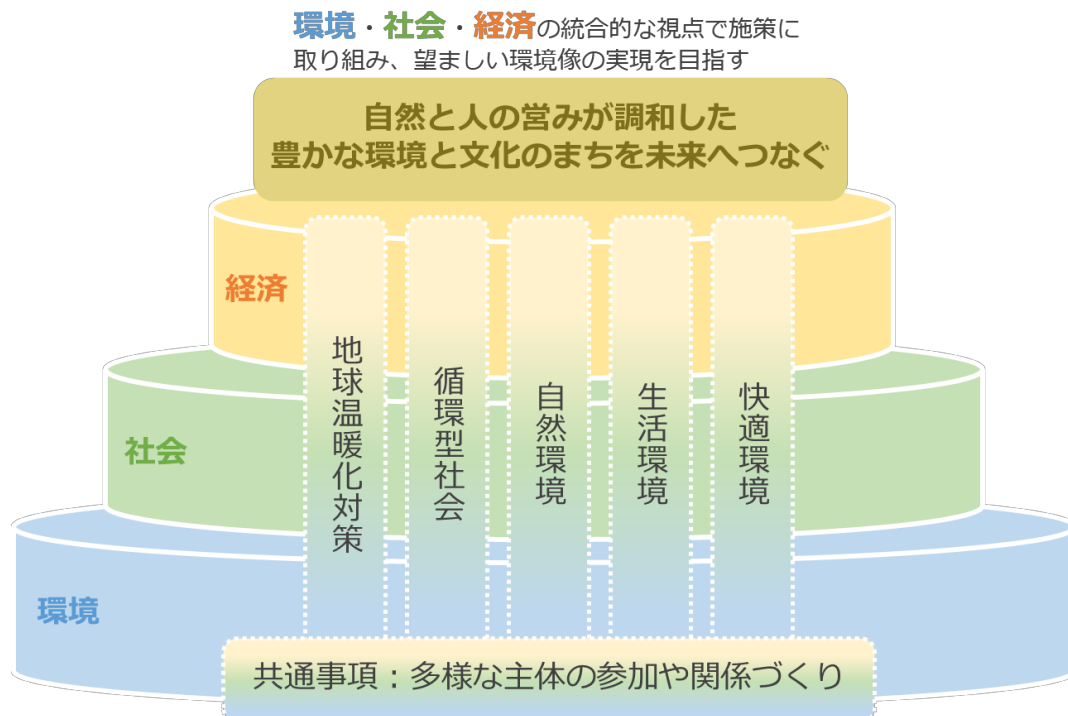 環境・社会・経済の統合的な視点で施策に
取り組み、望ましい環境像の実現を目指す
自然と人の営みが調和した
豊かな環境と文化のまちを未来へつなぐ
経済
社会
環境
地球温暖化対策
循環型社会
自然環境
生活環境
快適環境
共通事項：多様な主体の参加や関係づくり